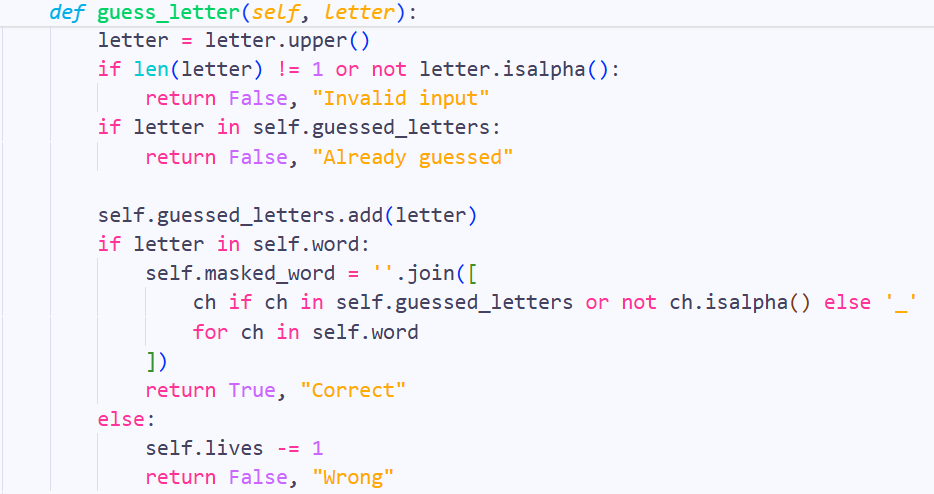 def guess_letter(self, letter):
    letter = letter.upper()
    if len(letter) != 1 or not letter.isalpha():
        return False, "Invalid input"
    if letter in self.guessed_letters:
        return False, "Already guessed"

    self.guessed_letters.add(letter)
    if letter in self.word:
        self.masked_word = ''.join([
            ch if ch in self.guessed_letters or not ch.isalpha() else '_'
            for ch in self.word
        ])
        return True, "Correct"
    else:
        self.lives -= 1
        return False, "Wrong"